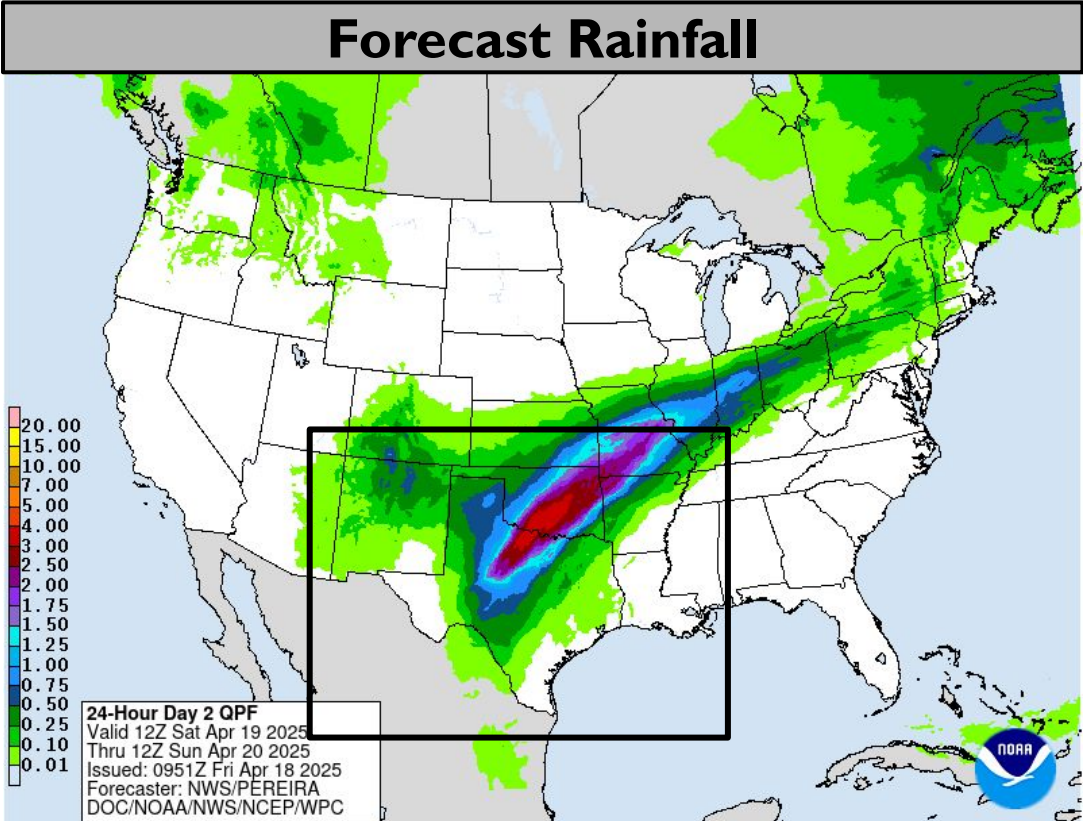 Forecast Rainfall
20.00
15.00
10.00
7.00
5.00
4.00
3.00
2.50
2.00
1.75
1.50
1.25
1.00
0.75
0.50
0.25
0.10
0.01
24-Hour Day 2 QPF
Valid 12Z Sat Apr 19 2025
Thru 12Z Sun Apr 20 2025
Issued: 0951Z Fri Apr 18 2025
Forecaster: NWS/PEREIRA
DOC/NOAA/NWS/NCEP/WPC
NOAA